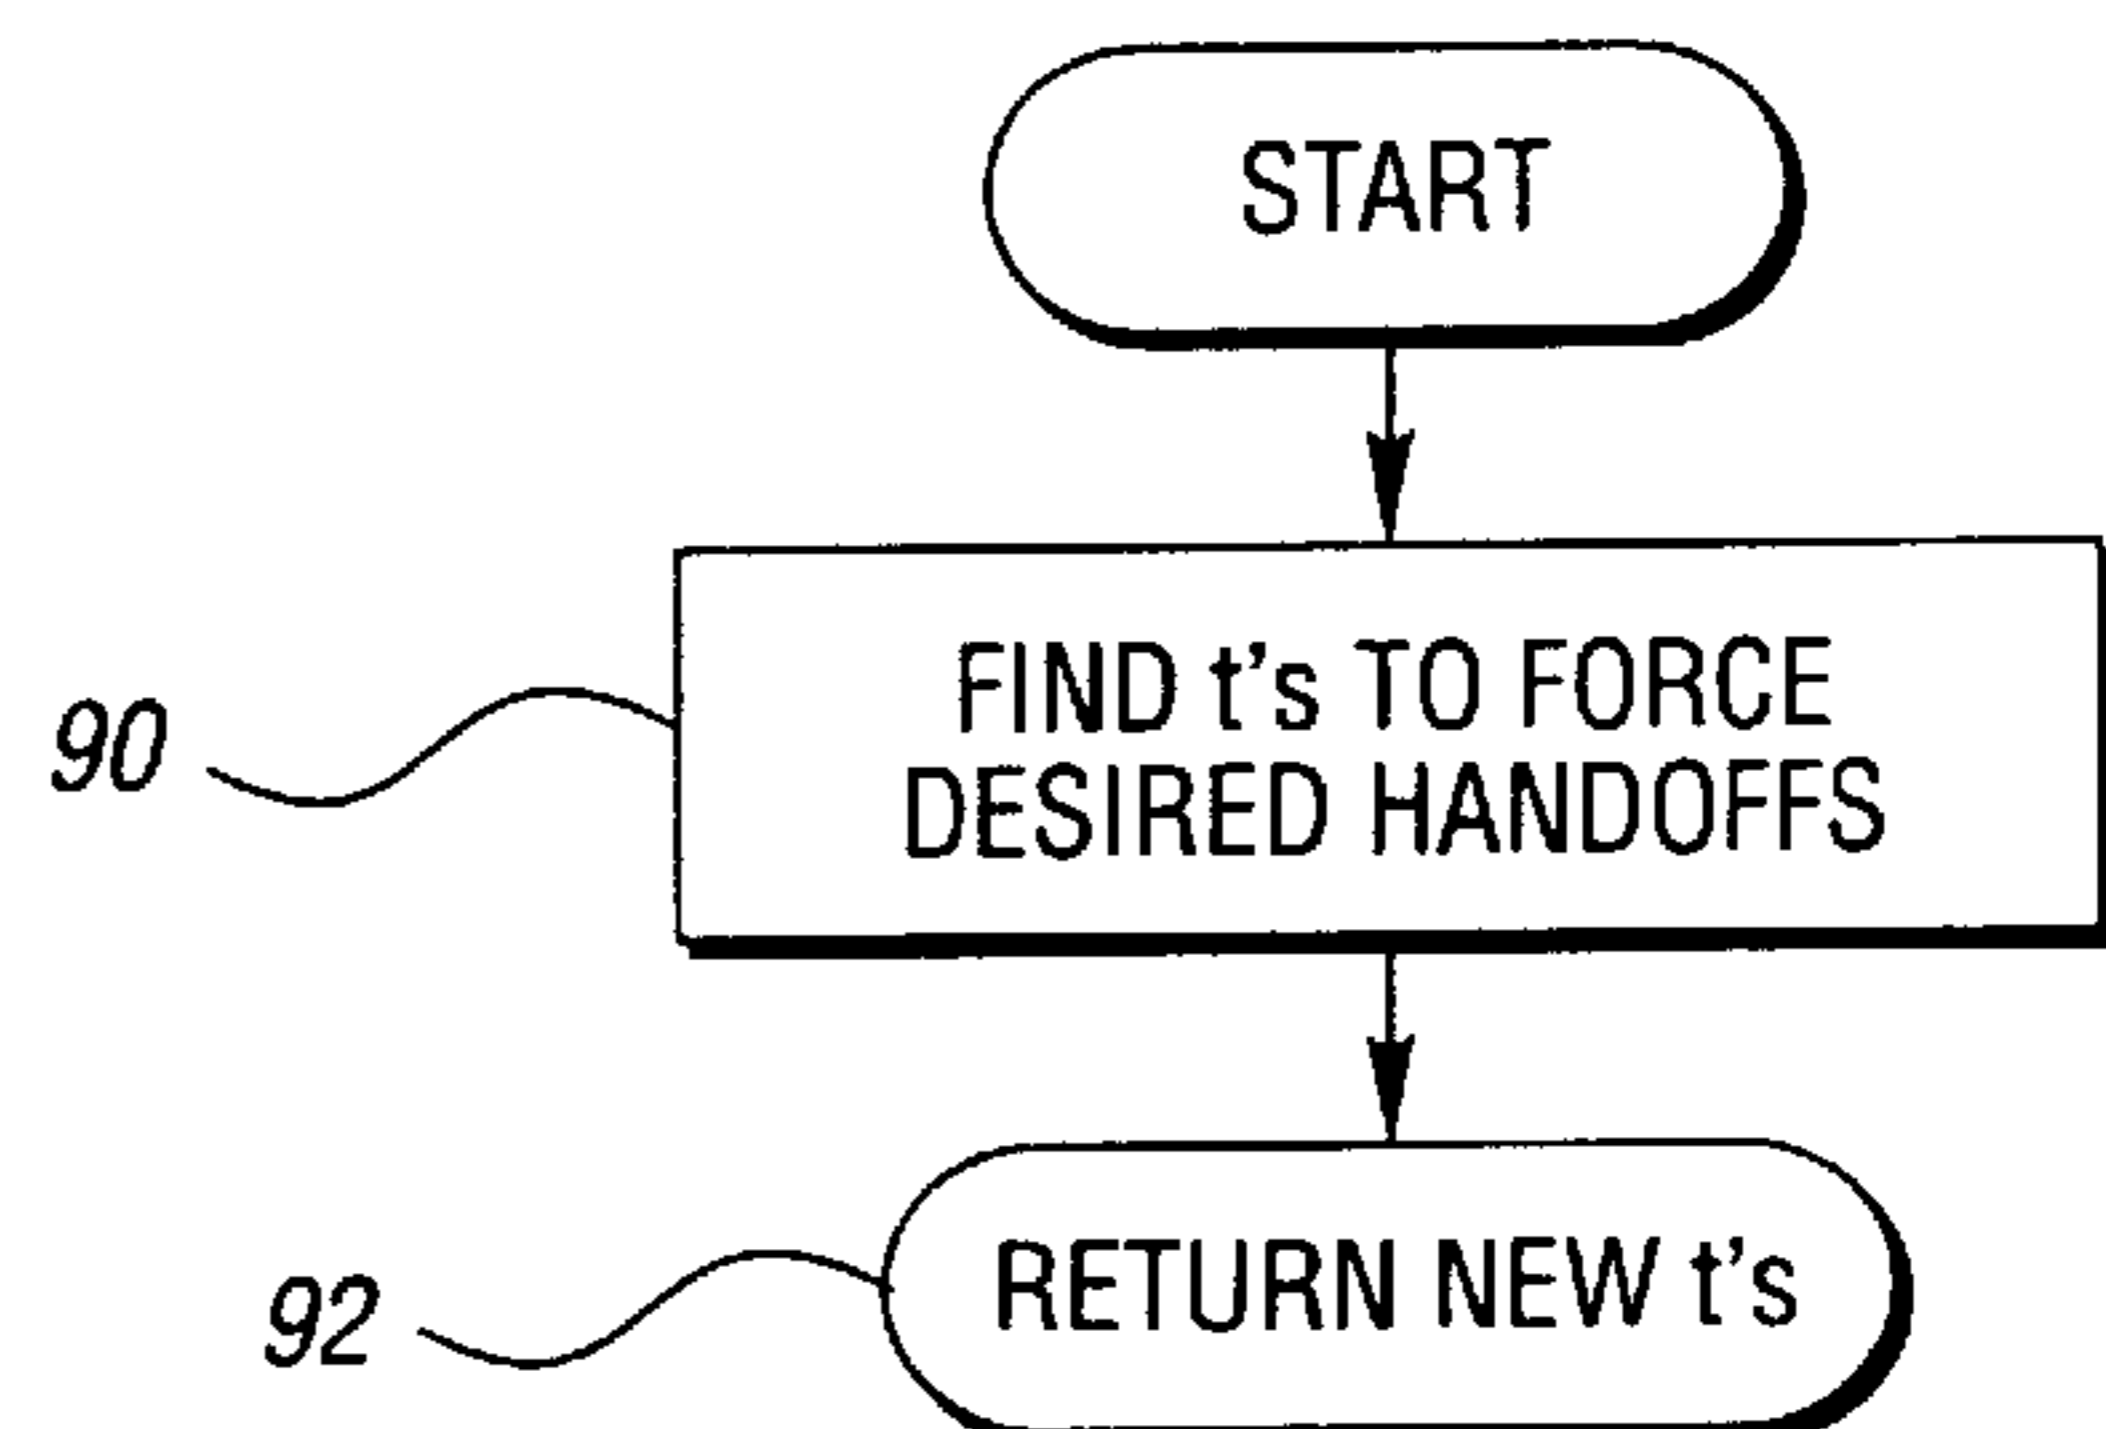 START
FIND t's TO FORCE
DESIRED HANDOFFS
90
RETURN NEW t's
92